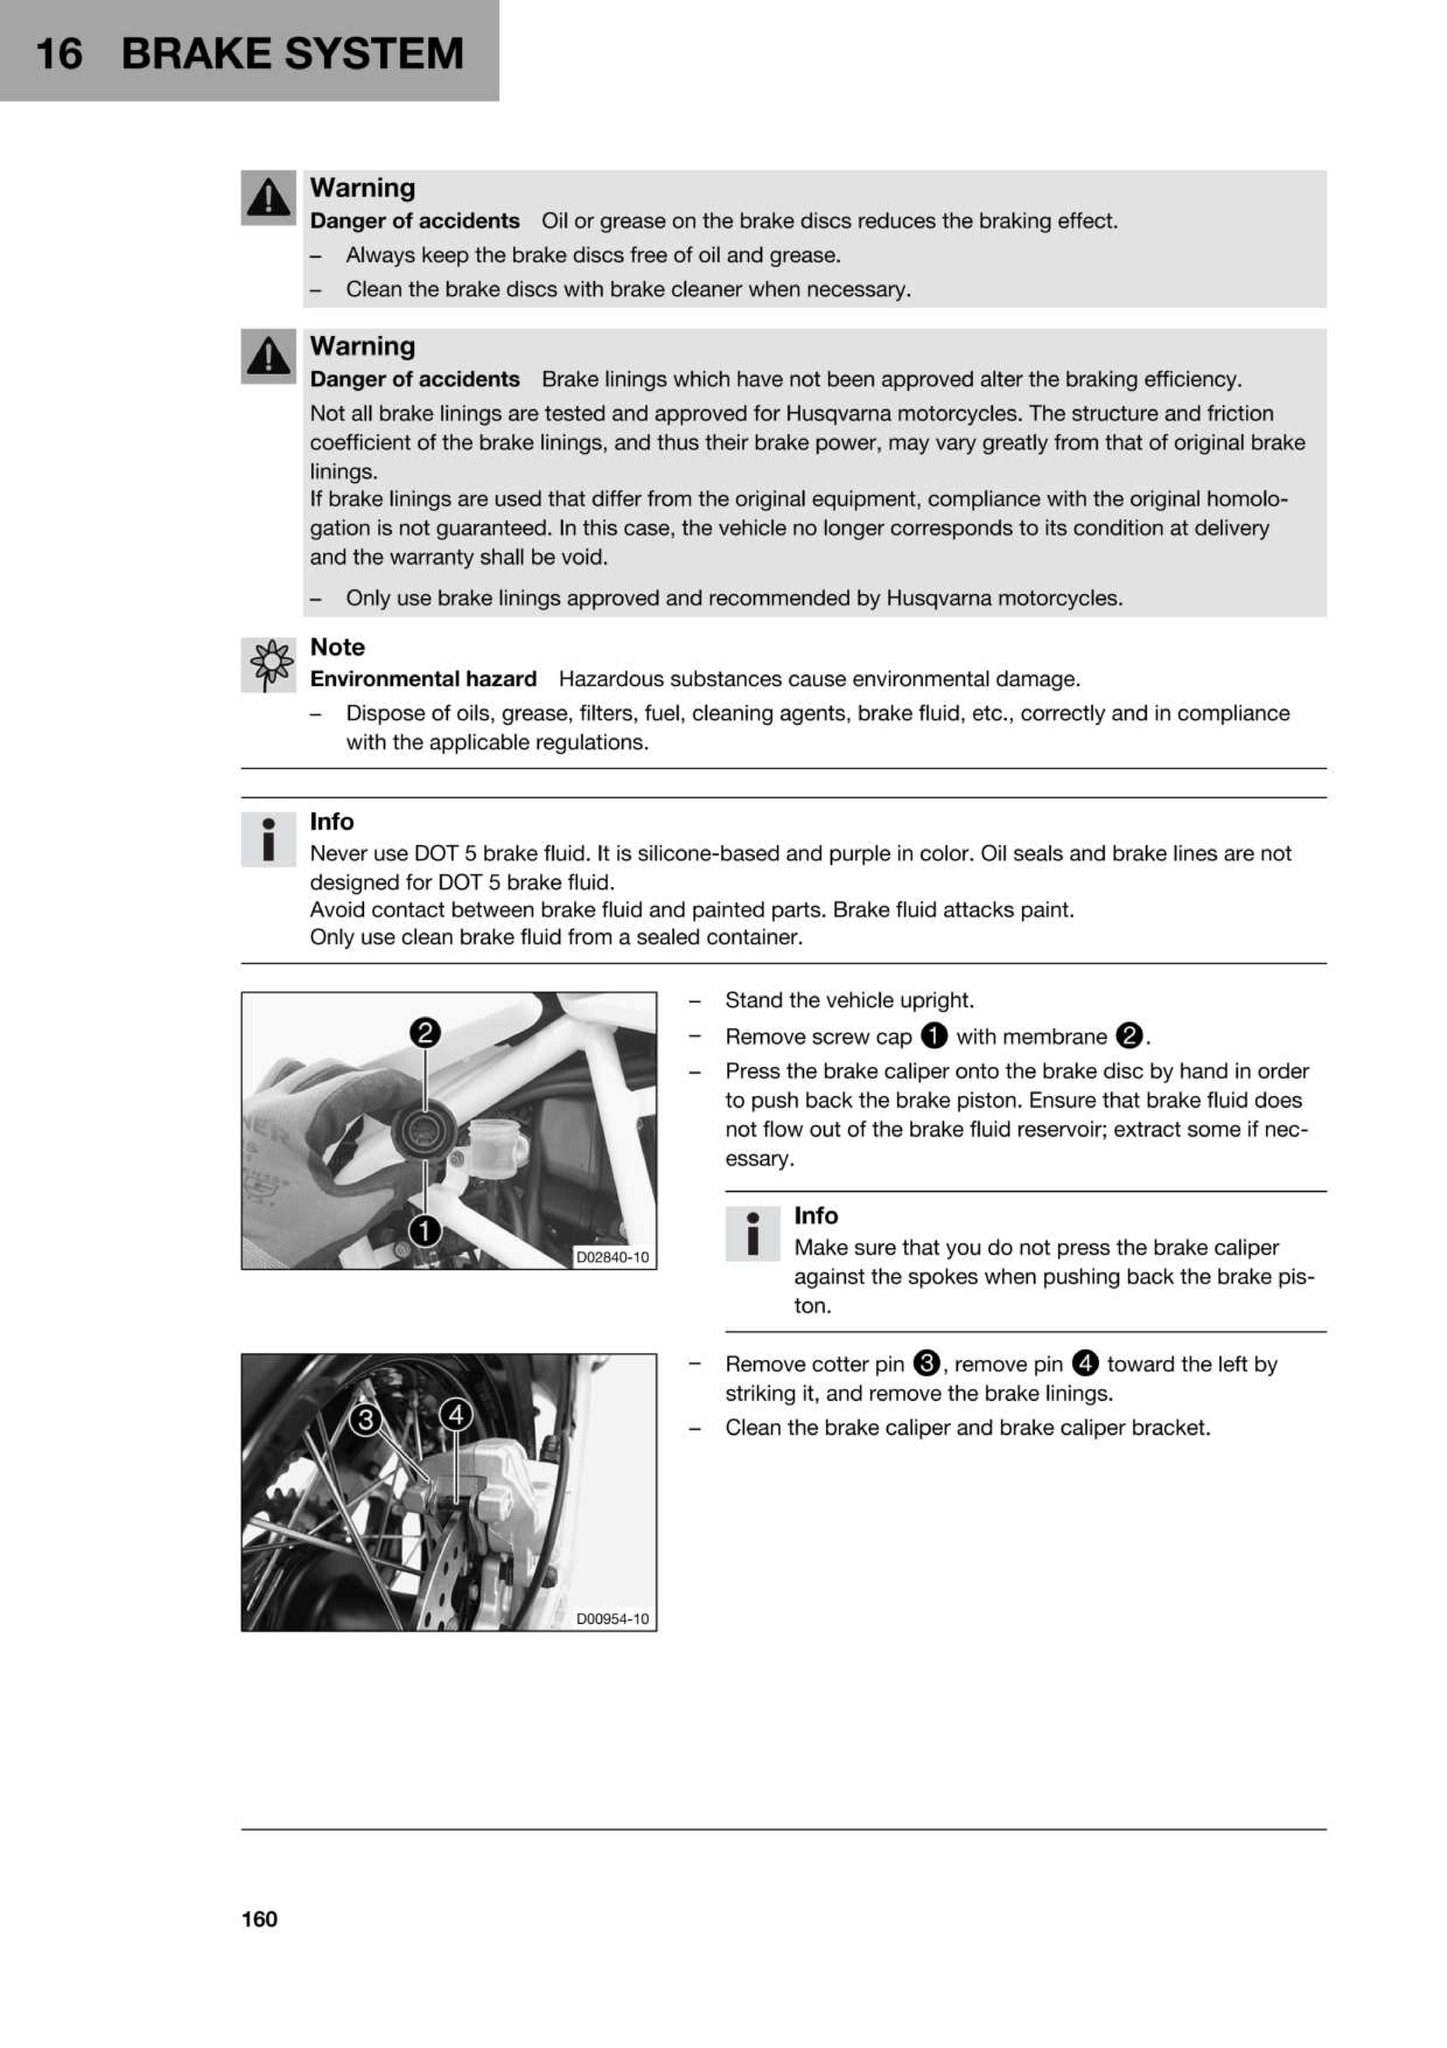 16 BRAKE SYSTEM
Warning
Danger of accidents Oil or grease on the brake discs reduces the braking effect.
– Always keep the brake discs free of oil and grease.
– Clean the brake discs with brake cleaner when necessary.
Warning
Danger of accidents Brake linings which have not been approved alter the braking efficiency.
Not all brake linings are tested and approved for Husqvarna motorcycles. The structure and friction
coefficient of the brake linings, and thus their brake power, may vary greatly from that of original brake
linings.
If brake linings are used that differ from the original equipment, compliance with the original homolo-
gation is not guaranteed. In this case, the vehicle no longer corresponds to its condition at delivery
and the warranty shall be void.
– Only use brake linings approved and recommended by Husqvarna motorcycles.
Note
Environmental hazard Hazardous substances cause environmental damage.
– Dispose of oils, grease, filters, fuel, cleaning agents, brake fluid, etc., correctly and in compliance
with the applicable regulations.
i Info
Never use DOT 5 brake fluid. It is silicone-based and purple in color. Oil seals and brake lines are not
designed for DOT 5 brake fluid.
Avoid contact between brake fluid and painted parts. Brake fluid attacks paint.
Only use clean brake fluid from a sealed container.
2
1
D02840-10
– Stand the vehicle upright.
– Remove screw cap 1 with membrane 2.
– Press the brake caliper onto the brake disc by hand in order
to push back the brake piston. Ensure that brake fluid does
not flow out of the brake fluid reservoir; extract some if nec-
essary.
i Info
Make sure that you do not press the brake caliper
against the spokes when pushing back the brake pis-
ton.
3 4
D00954-10
– Remove cotter pin 3, remove pin 4 toward the left by
striking it, and remove the brake linings.
– Clean the brake caliper and brake caliper bracket.
160